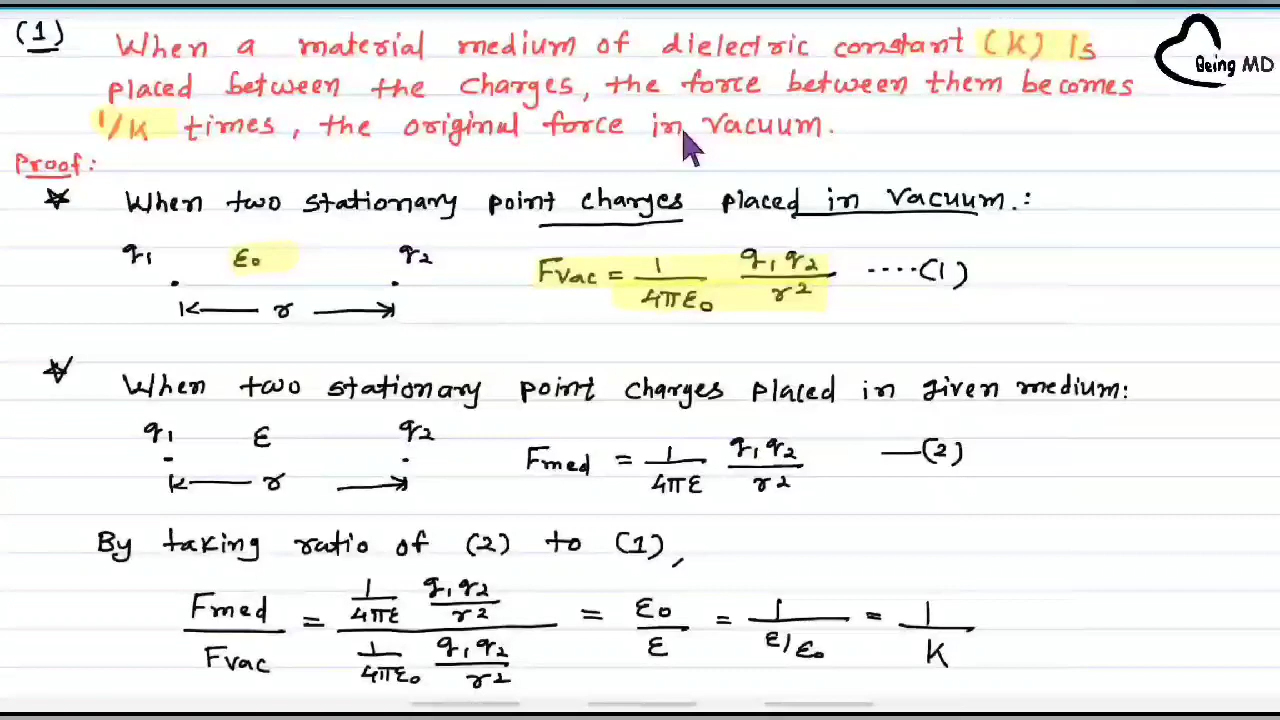 (1) When a material medium of dielectric constant (K) is
Being MD
placed between the charges, the force between them becomes
1/K times, the original force in vacuum.
Proof:
When two stationary point charges placed in vacuum.:
q1 ε0 q2
Fvac = 1/4πε0 q1q2/r2 ....(1)
r
When two stationary point charges placed in given medium:
q1 ε q2
Fmed = 1/4πε q1q2/r2 —(2)
r
By taking ratio of (2) to (1),
Fmed/Fvac = (1/4πε q1q2/r2)/(1/4πε0 q1q2/r2) = ε0/ε = 1/(ε/ε0) = 1/K